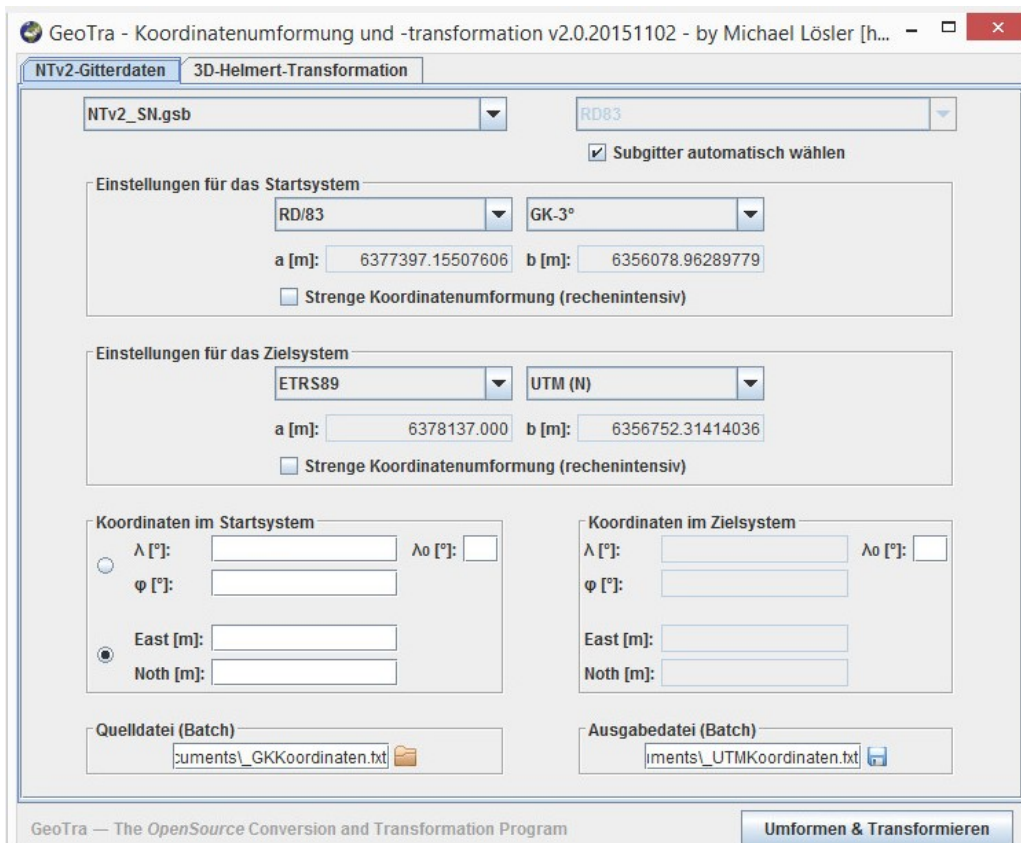 GeoTra - Koordinatenumformung und -transformation v2.0.20151102 - by Michael Lösler [h...
NTv2-Gitterdaten 3D-Helmert-Transformation
NTv2_SN.gsb RD83
Subgitter automatisch wählen
Einstellungen für das Startsystem
RD/83 GK-3°
a [m]: 6377397.15507606 b [m]: 6356078.96289779
Strenge Koordinatenumformung (rechenintensiv)
Einstellungen für das Zielsystem
ETRS89 UTM (N)
a [m]: 6378137.000 b [m]: 6356752.31414036
Strenge Koordinatenumformung (rechenintensiv)
Koordinaten im Startsystem
λ [°]: λ0 [°]:
φ [°]:
East [m]:
Noth [m]:
Koordinaten im Zielsystem
λ [°]: λ0 [°]:
φ [°]:
East [m]:
Noth [m]:
Quelldatei (Batch)
cuments\_GKKoordinaten.txt
Ausgabedatei (Batch)
ments\_UTMKoordinaten.txt
GeoTra — The OpenSource Conversion and Transformation Program
Umformen & Transformieren